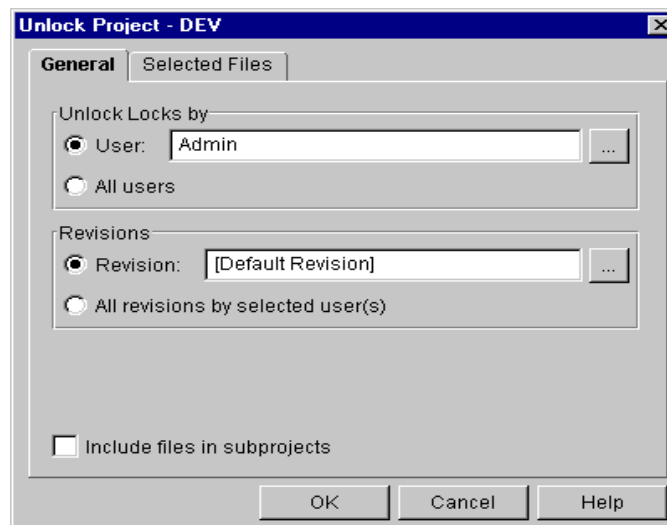 Unlock Project - DEV
General Selected Files
Unlock Locks by
User: Admin ...
All users
Revisions
Revision: [Default Revision] ...
All revisions by selected user(s)
Include files in subprojects
OK Cancel Help